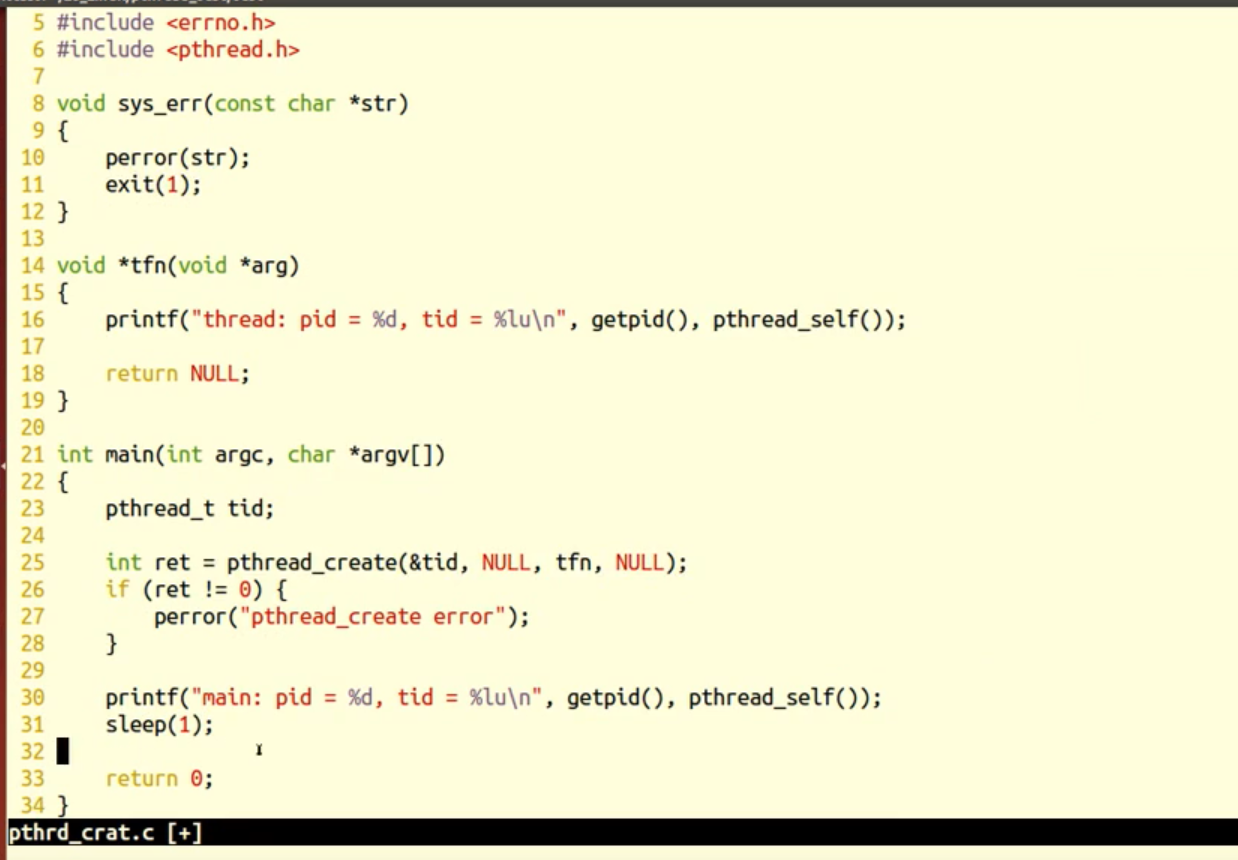 5 #include <errno.h>
6 #include <pthread.h>
7
8 void sys_err(const char *str)
9 {
10     perror(str);
11     exit(1);
12 }
13
14 void *tfn(void *arg)
15 {
16     printf("thread: pid = %d, tid = %lu\n", getpid(), pthread_self());
17
18     return NULL;
19 }
20
21 int main(int argc, char *argv[])
22 {
23     pthread_t tid;
24
25     int ret = pthread_create(&tid, NULL, tfn, NULL);
26     if (ret != 0) {
27         perror("pthread_create error");
28     }
29
30     printf("main: pid = %d, tid = %lu\n", getpid(), pthread_self());
31     sleep(1);
32
33     return 0;
34 }
pthrd_crat.c [+]